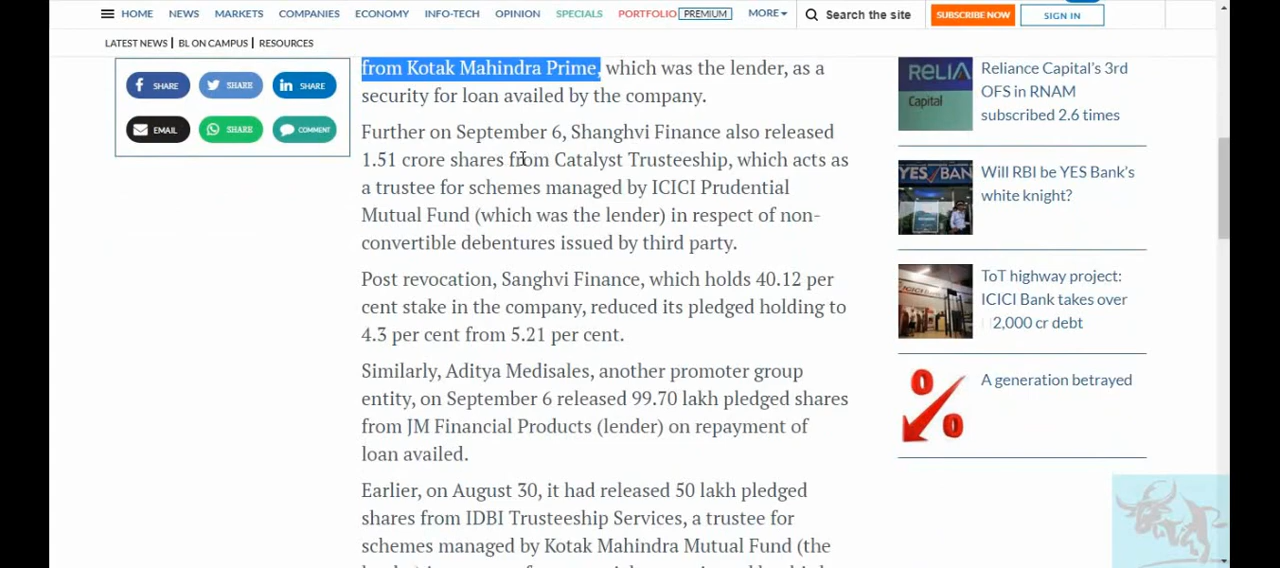 HOME NEWS MARKETS COMPANIES ECONOMY INFO-TECH OPINION SPECIALS PORTFOLIO PREMIUM MORE Search the site SUBSCRIBE NOW SIGN IN
LATEST NEWS | BL ON CAMPUS | RESOURCES
SHARE SHARE SHARE
EMAIL SHARE COMMENT
from Kotak Mahindra Prime, which was the lender, as a
security for loan availed by the company.
Further on September 6, Shanghvi Finance also released
1.51 crore shares from Catalyst Trusteeship, which acts as
a trustee for schemes managed by ICICI Prudential
Mutual Fund (which was the lender) in respect of non-
convertible debentures issued by third party.
Post revocation, Sanghvi Finance, which holds 40.12 per
cent stake in the company, reduced its pledged holding to
4.3 per cent from 5.21 per cent.
Similarly, Aditya Medisales, another promoter group
entity, on September 6 released 99.70 lakh pledged shares
from JM Financial Products (lender) on repayment of
loan availed.
Earlier, on August 30, it had released 50 lakh pledged
shares from IDBI Trusteeship Services, a trustee for
schemes managed by Kotak Mahindra Mutual Fund (the
RELIANCE
Capital
Reliance Capital's 3rd
OFS in RNAM
subscribed 2.6 times
YES BANK
Will RBI be YES Bank's
white knight?
ToT highway project:
ICICI Bank takes over
2,000 cr debt
A generation betrayed